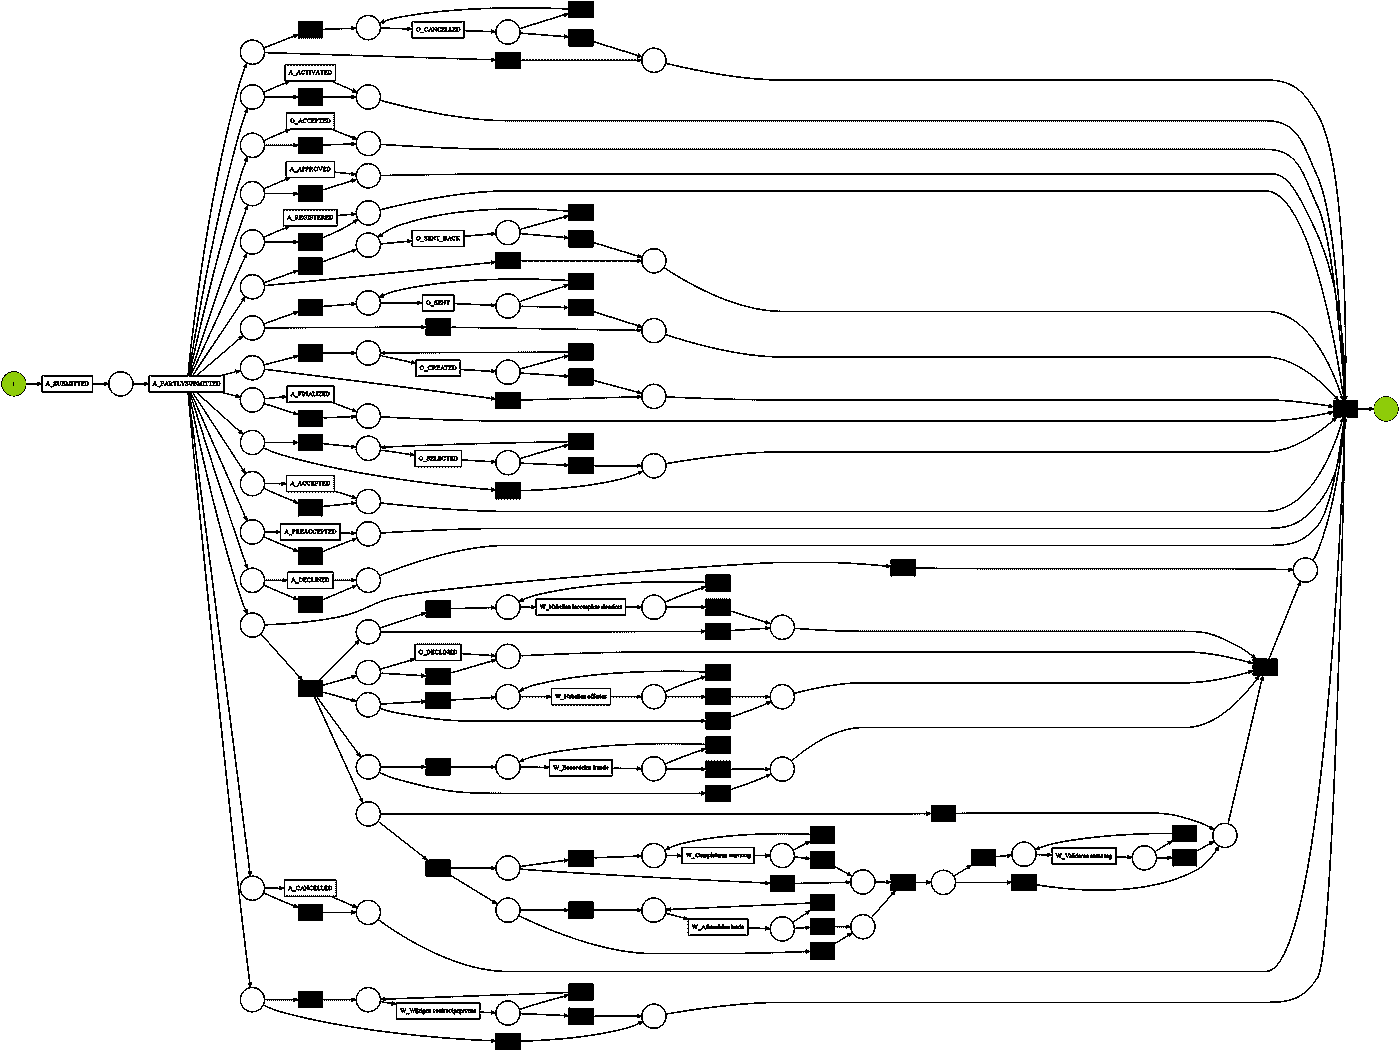 O_CANCELLED
A_ACTIVATED
O_ACCEPTED
A_APPROVED
A_REGISTERED
O_SENT_BACK
O_SENT
O_CREATED
A_SUBMITTED
A_PARTLYSUBMITTED
A_FINALIZED
O_SELECTED
A_ACCEPTED
A_PREACCEPTED
A_DECLINED
W_Nabellen incomplete dossiers
O_DECLINED
W_Nabellen offertes
W_Beoordelen fraude
W_Completeren aanvraag
W_Valideren aanvraag
A_CANCELLED
W_Afhandelen leads
W_Wijzigen contractgegevens